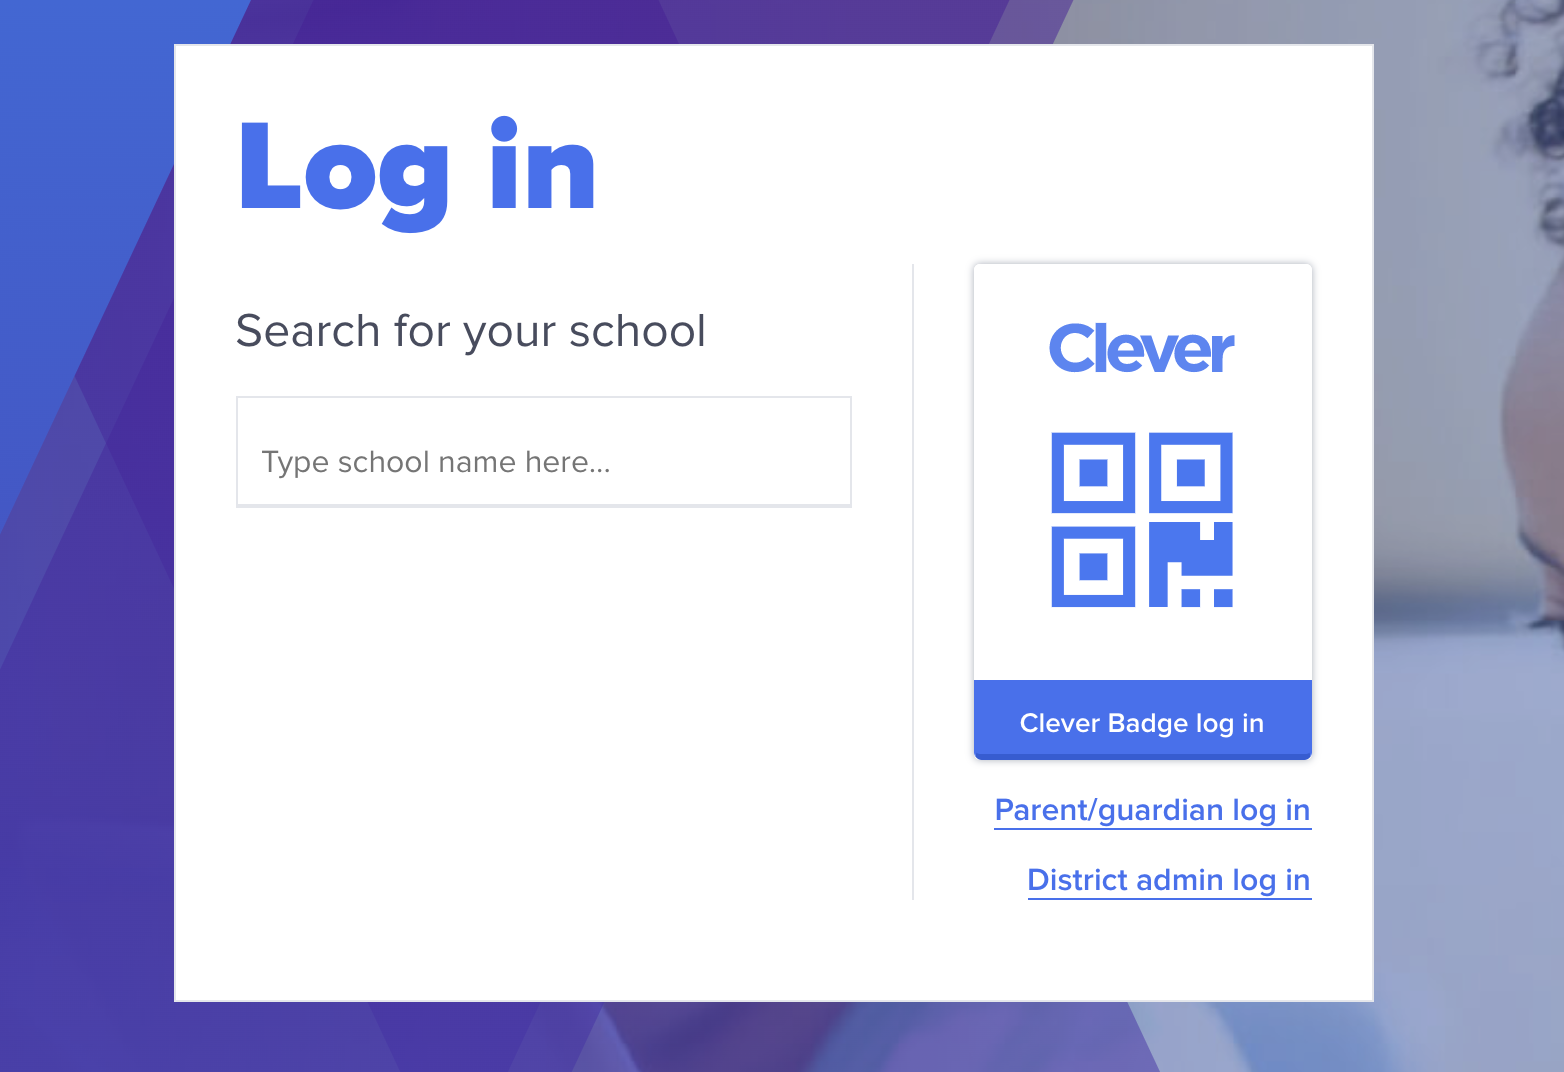 Log in
Search for your school
Type school name here...
Clever
Clever Badge log in
Parent/guardian log in
District admin log in